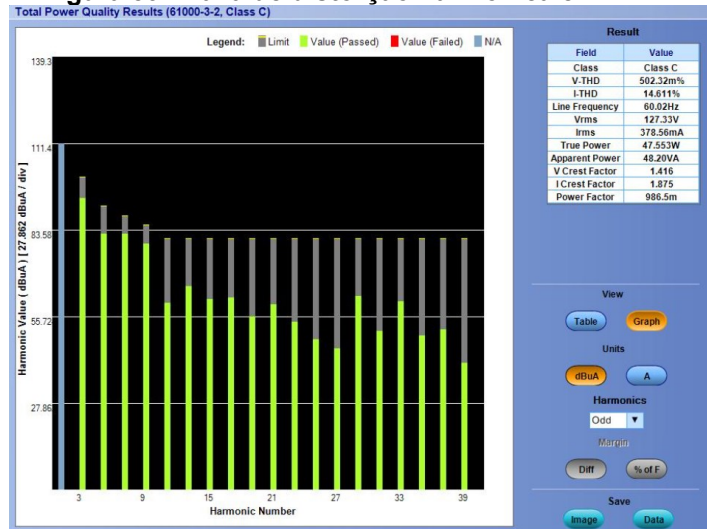 Total Power Quality Results (61000-3-2, Class C)
Legend: Limit Value (Passed) Value (Failed) N/A
Harmonic Value ( dBuA ) [ 27.862 dBuA / div ]
139.3
111.4
83.58
55.72
27.86
3 9 15 21 27 33 39
Harmonic Number
Result
Field Value
Class Class C
V-THD 502.32m%
I-THD 14.611%
Line Frequency 60.02Hz
Vrms 127.33V
Irms 378.56mA
True Power 47.553W
Apparent Power 48.20VA
V Crest Factor 1.416
I Crest Factor 1.875
Power Factor 986.5m
View
Table Graph
Units
dBuA A
Harmonics
Odd
Margin
Diff % of F
Save
Image Data